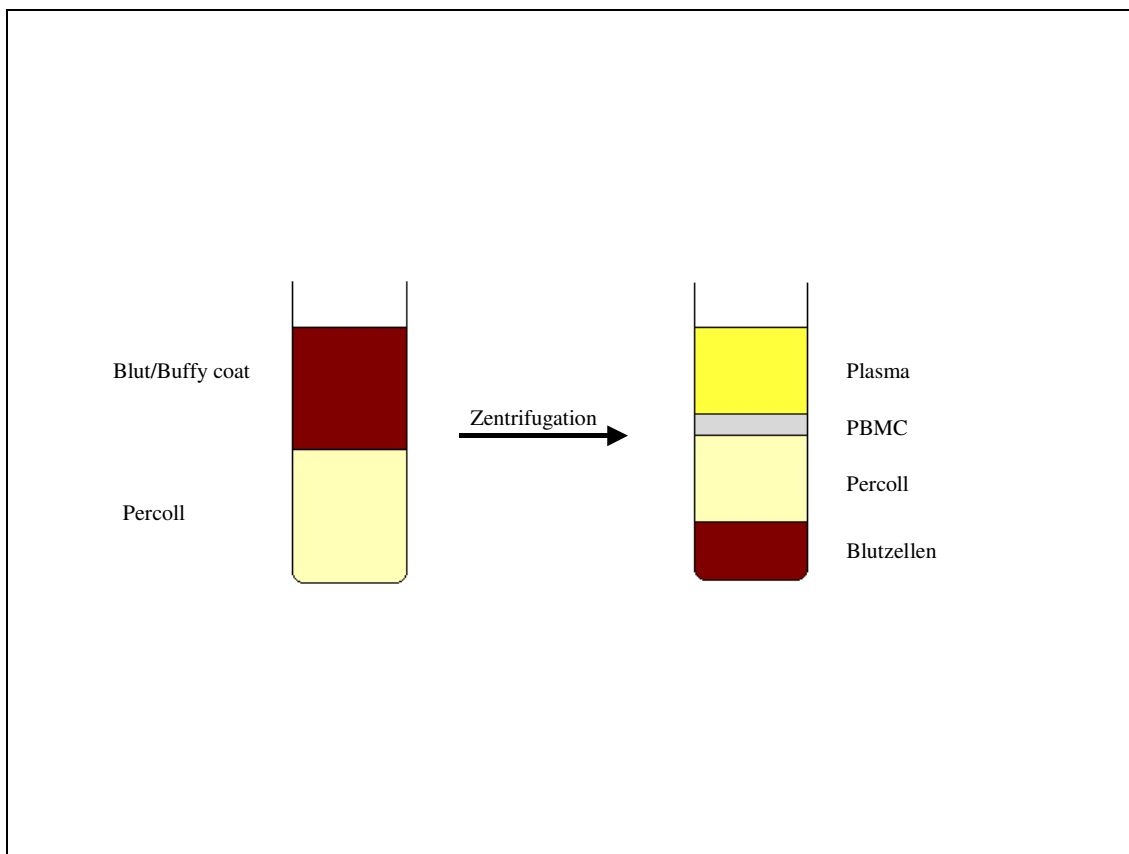 Blut/Buffy coat
Percoll
Zentrifugation
Plasma
PBMC
Percoll
Blutzellen